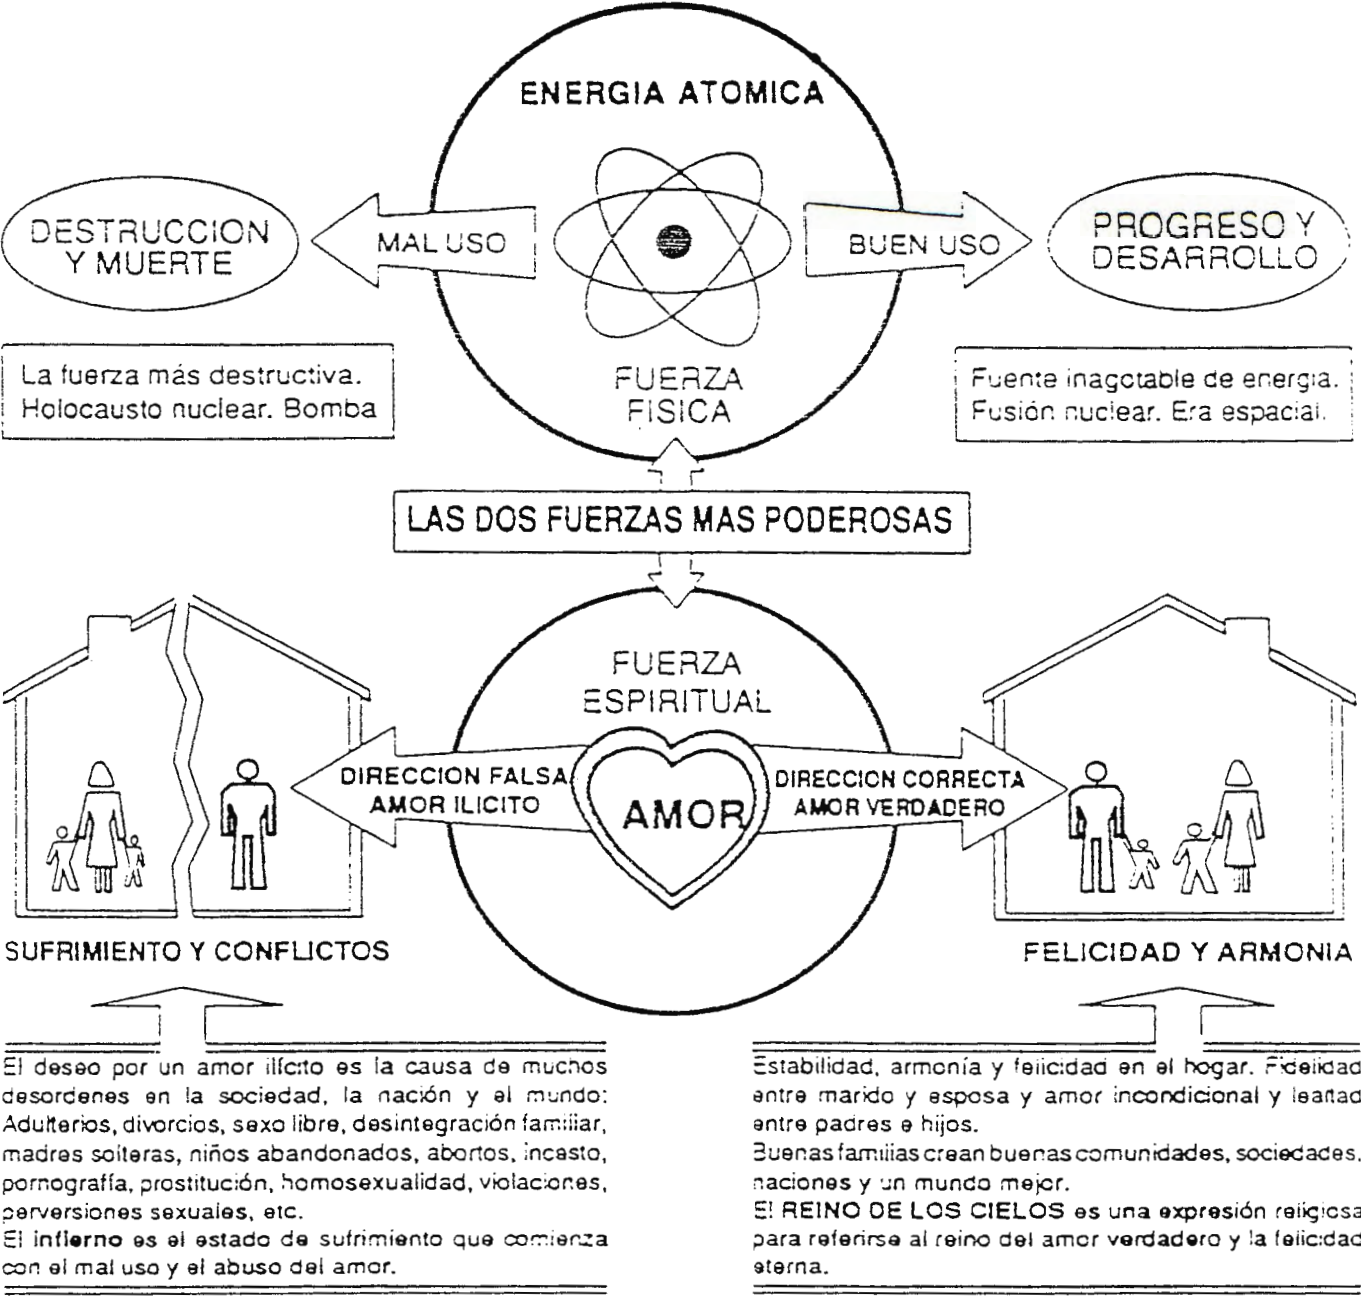 ENERGIA ATOMICA
DESTRUCCION
Y MUERTE
MAL USO
BUEN USO
PROGRESO Y
DESARROLLO
La fuerza más destructiva.
Holocausto nuclear. Bomba
FUERZA
FISICA
Fuente inagotable de energia.
Fusión nuclear. Era espacial.
LAS DOS FUERZAS MAS PODEROSAS
FUERZA
ESPIRITUAL
DIRECCION FALSA
AMOR ILICITO
AMOR
DIRECCION CORRECTA
AMOR VERDADERO
SUFRIMIENTO Y CONFLICTOS
FELICIDAD Y ARMONIA
El deseo por un amor ilícito es la causa de muchos
desordenes en la sociedad, la nación y el mundo:
Adulterios, divorcios, sexo libre, desintegración familiar,
madres solteras, niños abandonados, abortos, incesto,
pornografía, prostitución, homosexualidad, violaciones,
perversiones sexuales, etc.
El infierno es el estado de sufrimiento que comienza
con el mal uso y el abuso del amor.
Estabilidad, armonía y felicidad en el hogar. Fidelidad
entre marido y esposa y amor incondicional y lealtad
entre padres e hijos.
Buenas familias crean buenas comunidades, sociedades,
naciones y un mundo mejor.
El REINO DE LOS CIELOS es una expresión religiosa
para referirse al reino del amor verdadero y la felicidad
eterna.